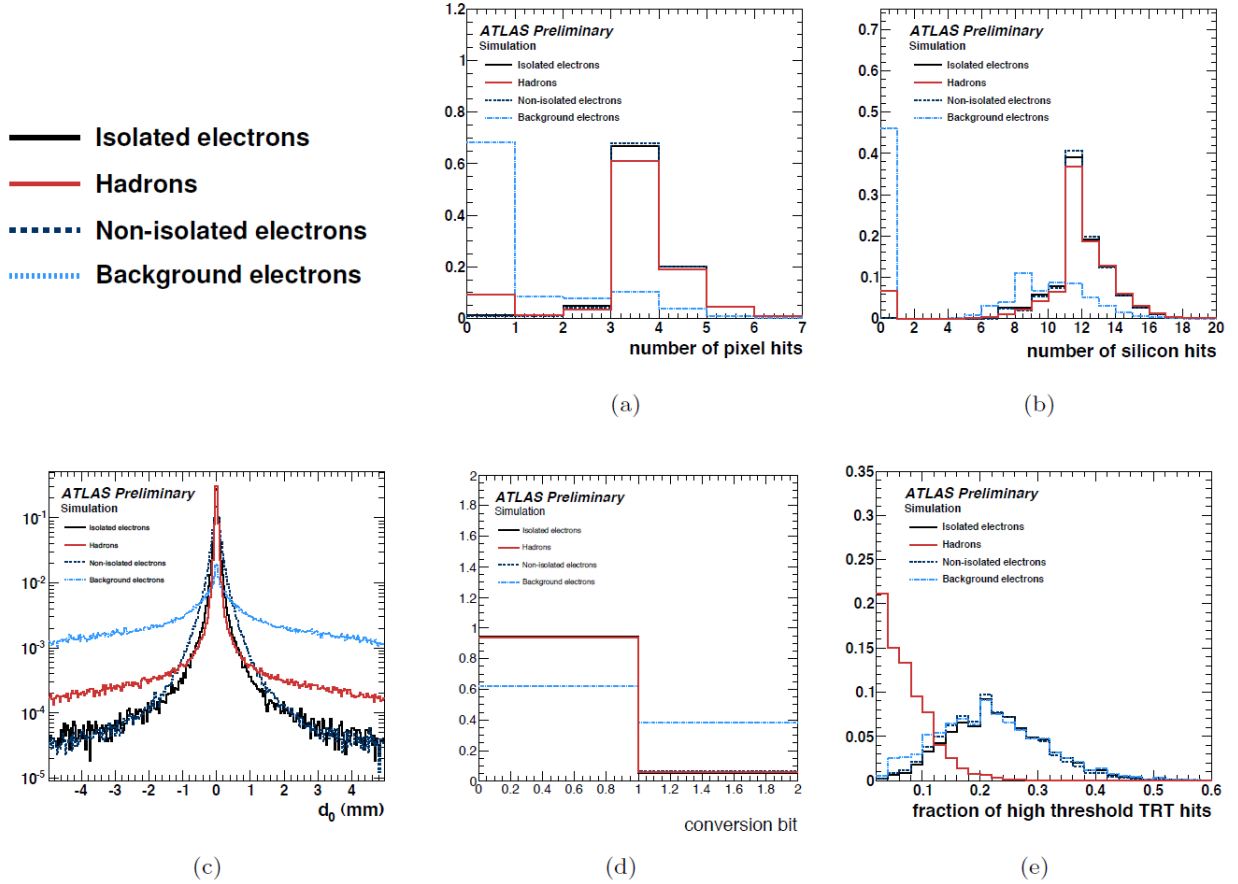 Isolated electrons
Hadrons
Non-isolated electrons
Background electrons
1.2
1
0.8
0.6
0.4
0.2
0
ATLAS Preliminary
Simulation
Isolated electrons
Hadrons
Non-isolated electrons
Background electrons
0 1 2 3 4 5 6 7
number of pixel hits
(a)
0.7
0.6
0.5
0.4
0.3
0.2
0.1
0
ATLAS Preliminary
Simulation
Isolated electrons
Hadrons
Non-isolated electrons
Background electrons
0 2 4 6 8 10 12 14 16 18 20
number of silicon hits
(b)
10-1
10-2
10-3
10-4
10-5
ATLAS Preliminary
Simulation
Isolated electrons
Hadrons
Non-isolated electrons
Background electrons
-4 -3 -2 -1 0 1 2 3 4
d0 (mm)
(c)
2
1.8
1.6
1.4
1.2
1
0.8
0.6
0.4
0.2
0
ATLAS Preliminary
Simulation
Isolated electrons
Hadrons
Non-isolated electrons
Background electrons
0 0.2 0.4 0.6 0.8 1 1.2 1.4 1.6 1.8 2
conversion bit
(d)
0.35
0.3
0.25
0.2
0.15
0.1
0.05
0
ATLAS Preliminary
Simulation
Isolated electrons
Hadrons
Non-isolated electrons
Background electrons
0.1 0.2 0.3 0.4 0.5 0.6
fraction of high threshold TRT hits
(e)